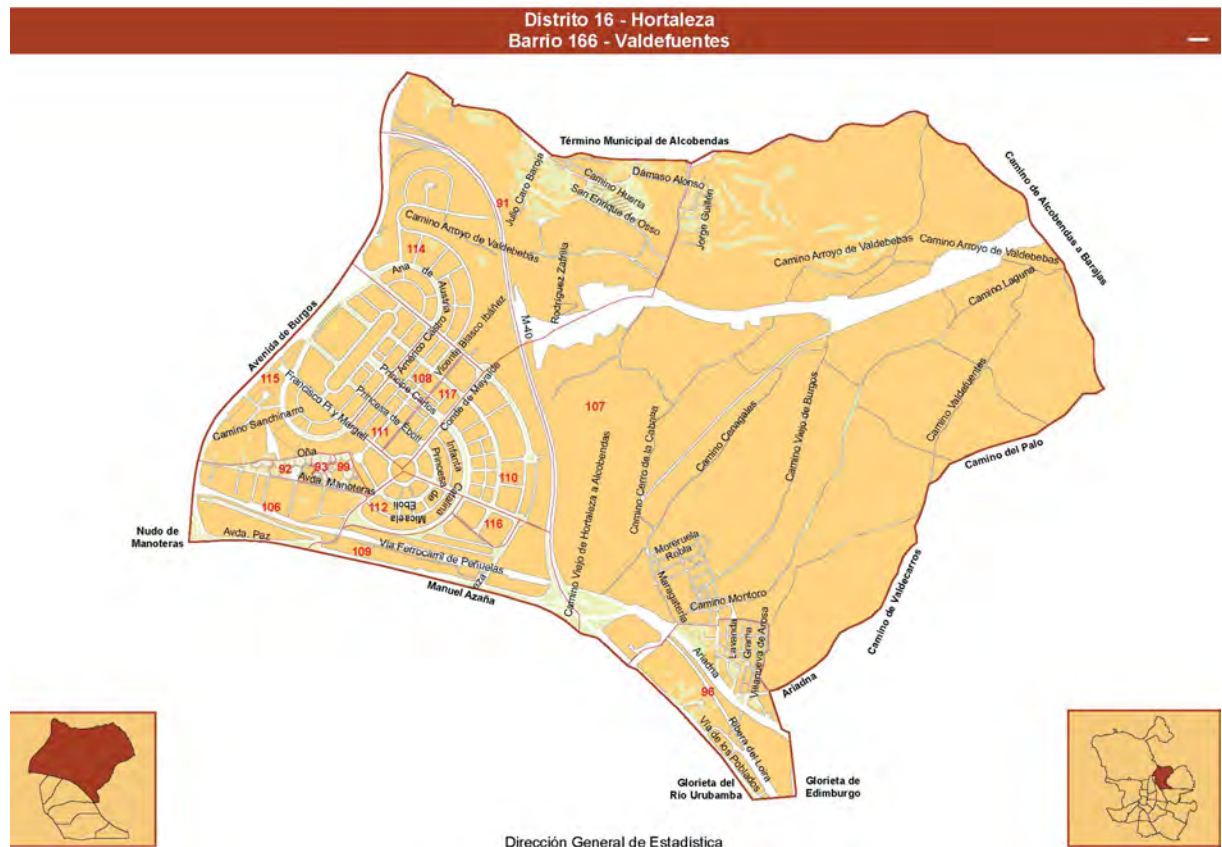 Distrito 16 - Hortaleza
Barrio 166 - Valdefuentes
Término Municipal de Alcobendas
Camino de Alcobendas a Barajas
Julio Caro Baroja
Camino Huerta
Dámaso Alonso
San Enrique de Osso
Jorge Guillén
91
Camino Arroyo de Valdebebas
114
Camino Arroyo de Valdebebas
Camino Arroyo de Valdebebas
Camino Laguna
Ana de Austria
Rodríguez Zafrilla
M-40
Avenida de Burgos
Américo Castro
Vicente Blasco Ibáñez
115
108
117
Príncipe Carlos
Conde de Mayalde
Francisco Pi y Margall
Princesa de Éboli
107
Camino Sanchinarro
111
Camino Viejo de Hortaleza a Alcobendas
Camino Cerro de la Cabaña
Camino Cenagales
Camino Viejo de Burgos
Camino Valdefuentes
Camino del Palo
Oña
92
93
99
Avda. Manoteras
Infanta Catalina
Princesa de Eboli
110
106
112
Micaela
116
Nudo de
Manoteras
Avda. Paz
109
Vía Ferrocarril de Peñuelas
Manuel Azaña
Moreruela
Robla
Maragatería
Camino Montoro
Camino de Valdecarros
Lavanda
Grama
Villanueva de Arosa
Ariadna
Ariadna
96
Ribera del Loira
Vía de los Poblados
Glorieta del
Río Urubamba
Glorieta de
Edimburgo
Dirección General de Estadística